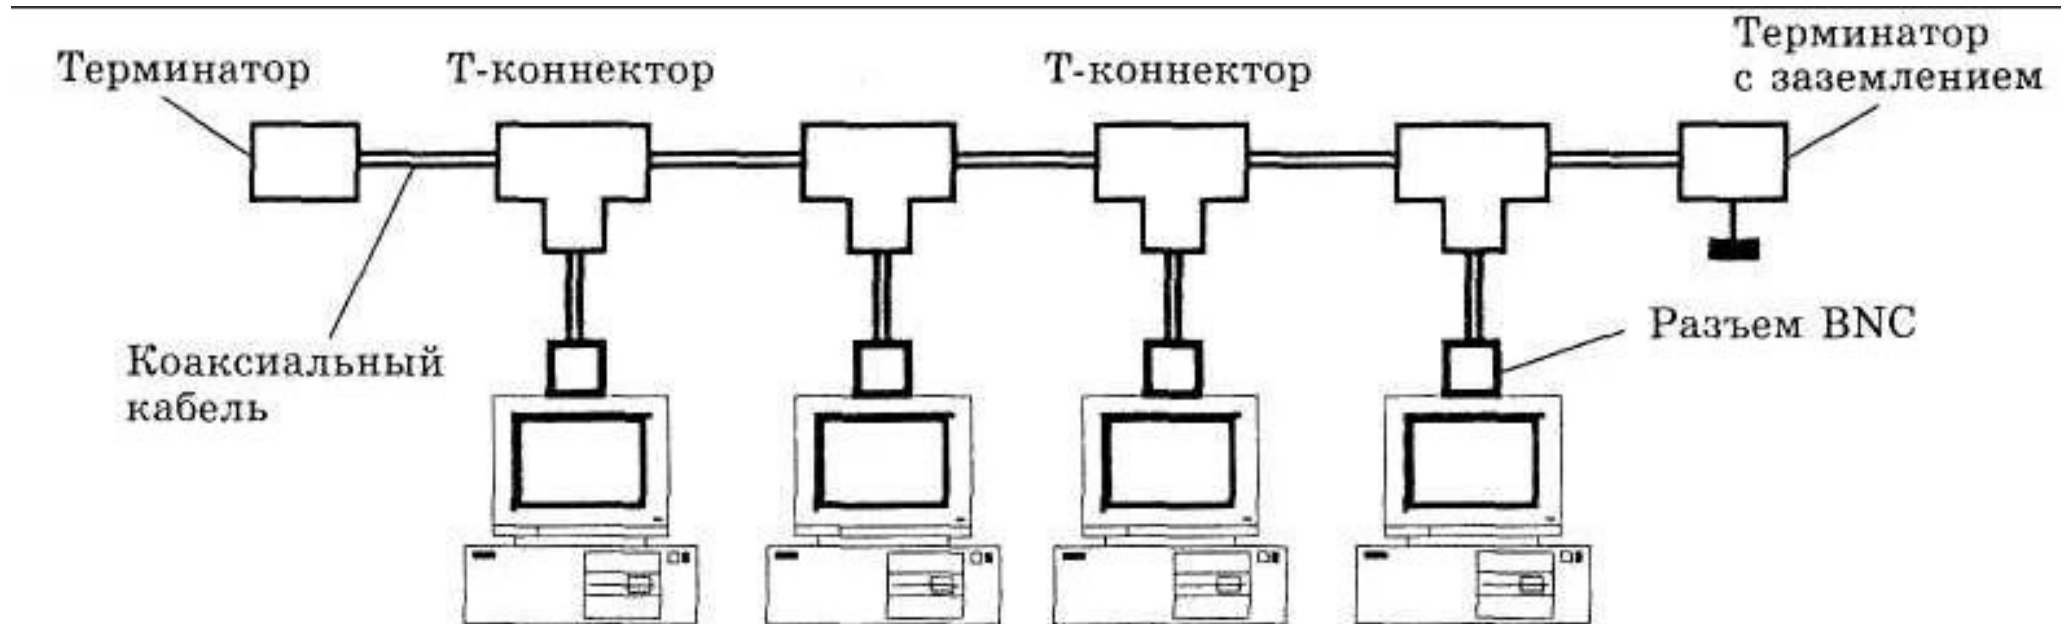 Терминатор
Т-коннектор
Т-коннектор
Терминатор
с заземлением
Коаксиальный
кабель
Разъем BNC